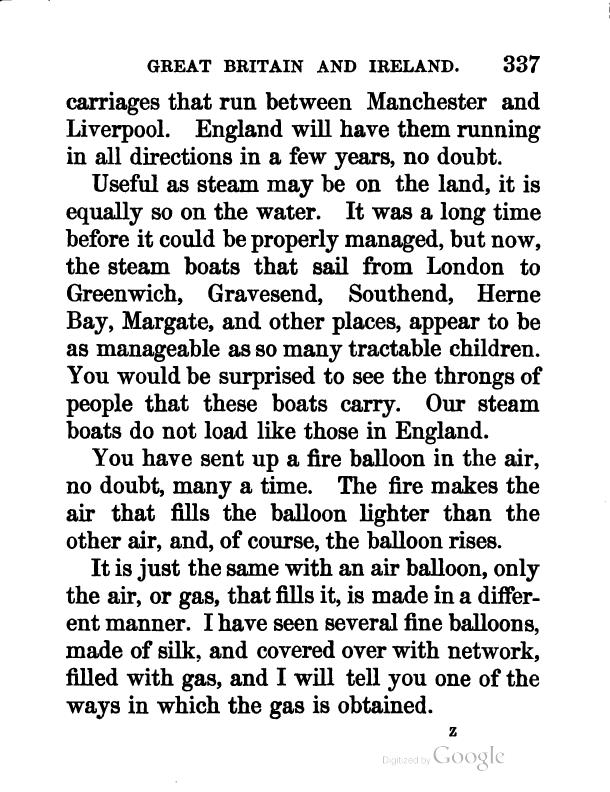 GREAT BRITAIN AND IRELAND. 337
carriages that run between Manchester and
Liverpool. England will have them running
in all directions in a few years, no doubt.
Useful as steam may be on the land, it is
equally so on the water. It was a long time
before it could be properly managed, but now,
the steam boats that sail from London to
Greenwich, Gravesend, Southend, Herne
Bay, Margate, and other places, appear to be
as manageable as so many tractable children.
You would be surprised to see the throngs of
people that these boats carry. Our steam
boats do not load like those in England.
You have sent up a fire balloon in the air,
no doubt, many a time. The fire makes the
air that fills the balloon lighter than the
other air, and, of course, the balloon rises.
It is just the same with an air balloon, only
the air, or gas, that fills it, is made in a differ-
ent manner. I have seen several fine balloons,
made of silk, and covered over with network,
filled with gas, and I will tell you one of the
ways in which the gas is obtained.
Z
Digitized by Google